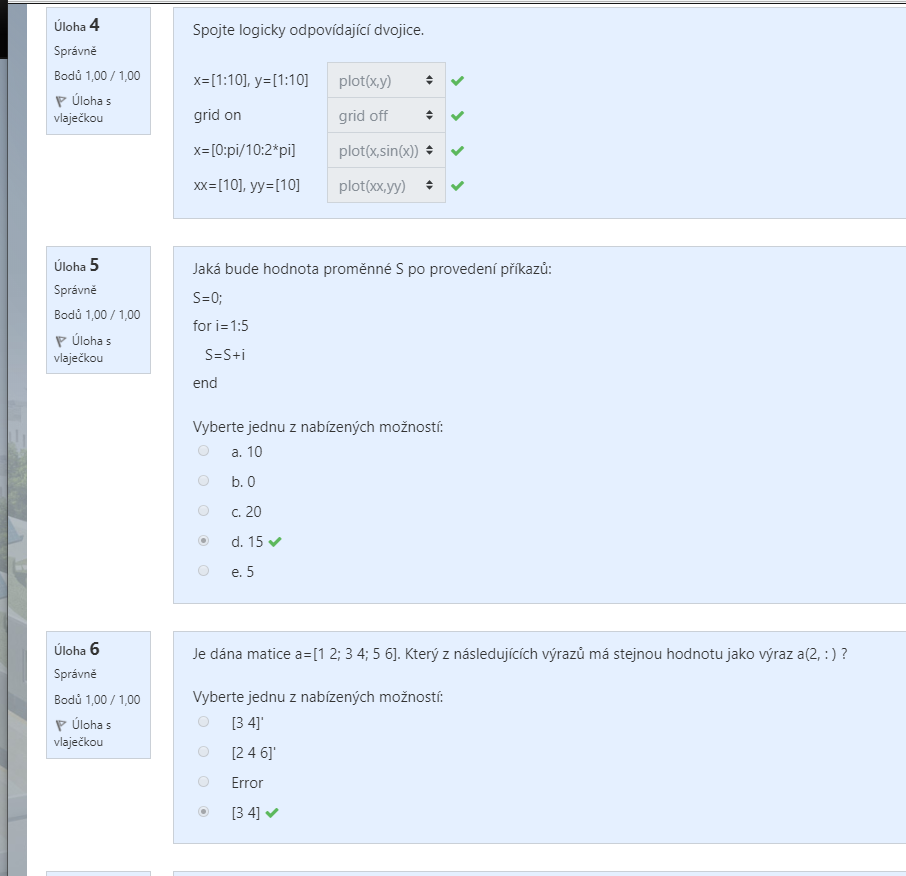 Úloha 4
Správně
Bodů 1,00 / 1,00
Úloha s
vlaječkou
Spojte logicky odpovídající dvojice.
x=[1:10], y=[1:10] plot(x,y)
grid on grid off
x=[0:pi/10:2*pi] plot(x,sin(x))
xx=[10], yy=[10] plot(xx,yy)
Úloha 5
Správně
Bodů 1,00 / 1,00
Úloha s
vlaječkou
Jaká bude hodnota proměnné S po provedení příkazů:
S=0;
for i=1:5
S=S+i
end
Vyberte jednu z nabízených možností:
a. 10
b. 0
c. 20
d. 15
e. 5
Úloha 6
Správně
Bodů 1,00 / 1,00
Úloha s
vlaječkou
Je dána matice a=[1 2; 3 4; 5 6]. Který z následujících výrazů má stejnou hodnotu jako výraz a(2, : ) ?
Vyberte jednu z nabízených možností:
[3 4]'
[2 4 6]'
Error
[3 4]